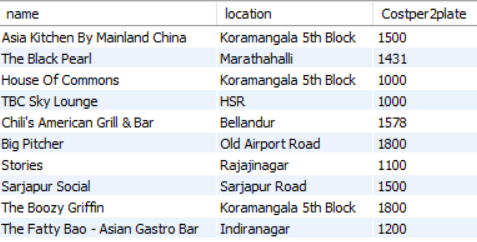 name location Costper2plate
Asia Kitchen By Mainland China Koramangala 5th Block 1500
The Black Pearl Marathahalli 1431
House Of Commons Koramangala 5th Block 1000
TBC Sky Lounge HSR 1000
Chili's American Grill & Bar Bellandur 1578
Big Pitcher Old Airport Road 1800
Stories Rajajinagar 1100
Sarjapur Social Sarjapur Road 1500
The Boozy Griffin Koramangala 5th Block 1800
The Fatty Bao - Asian Gastro Bar Indiranagar 1200